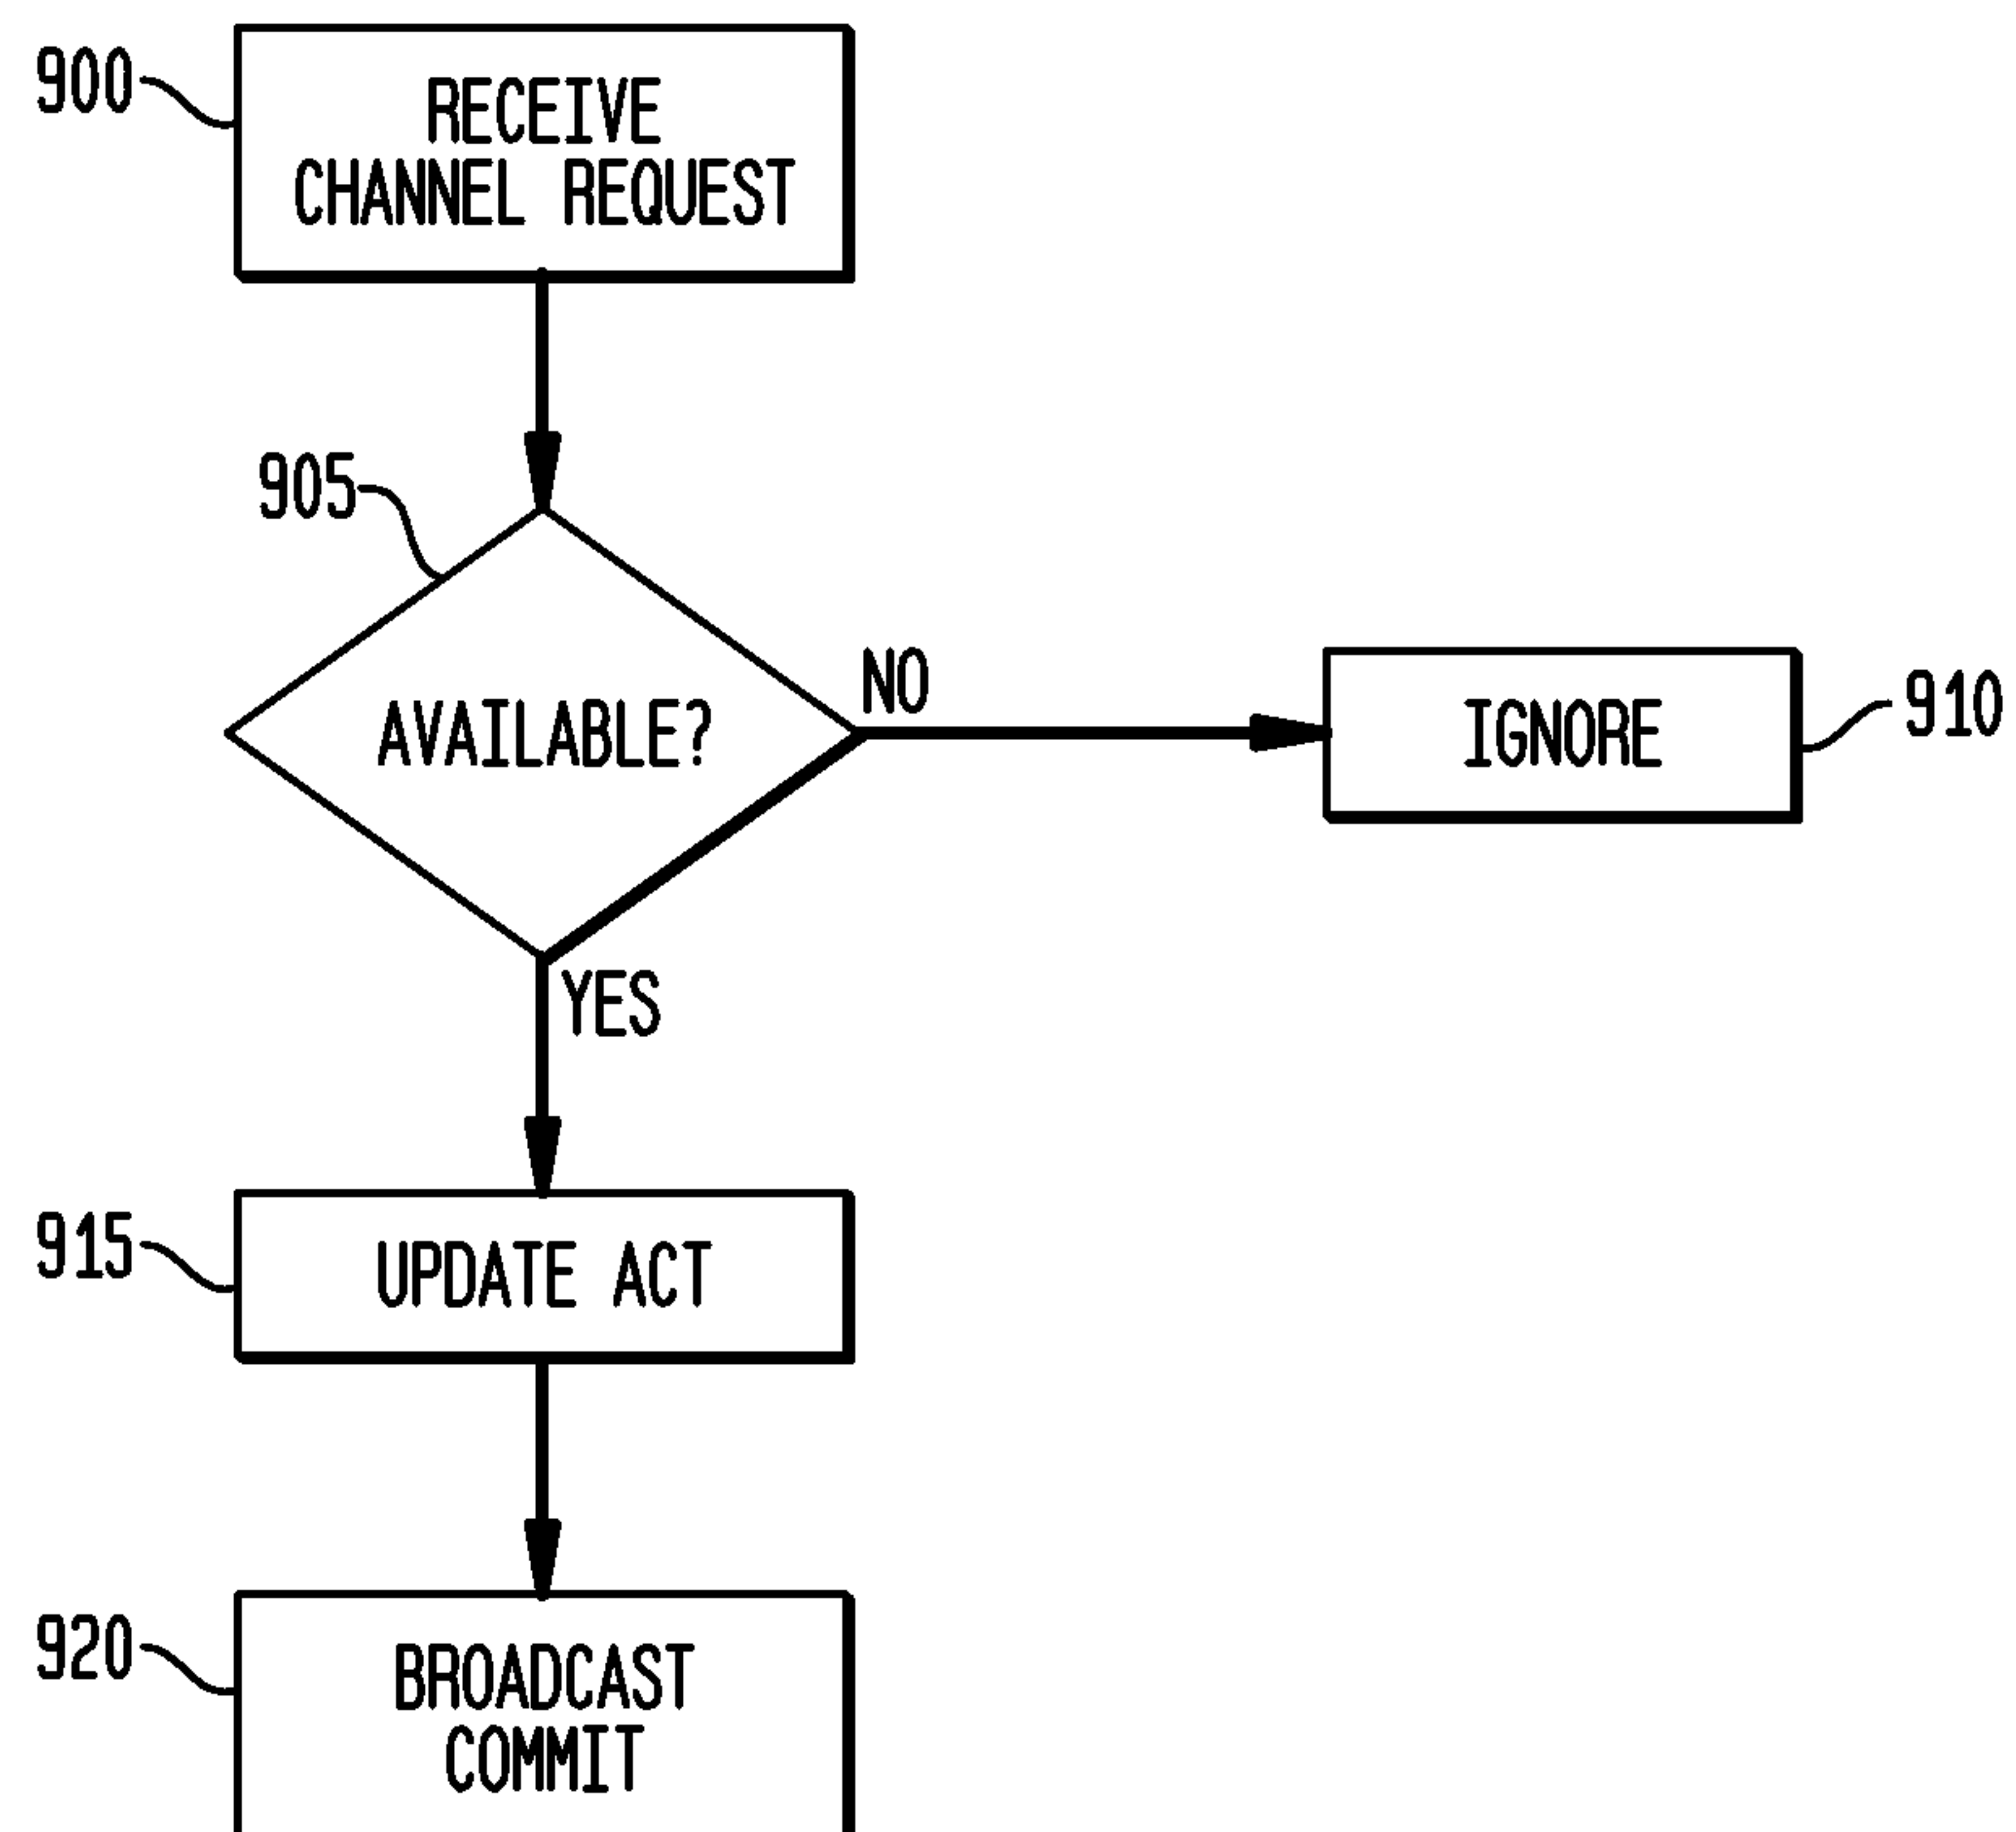 900
RECEIVE
CHANNEL REQUEST
905
AVAILABLE?
NO
IGNORE
910
YES
915
UPDATE ACT
920
BROADCAST
COMMIT